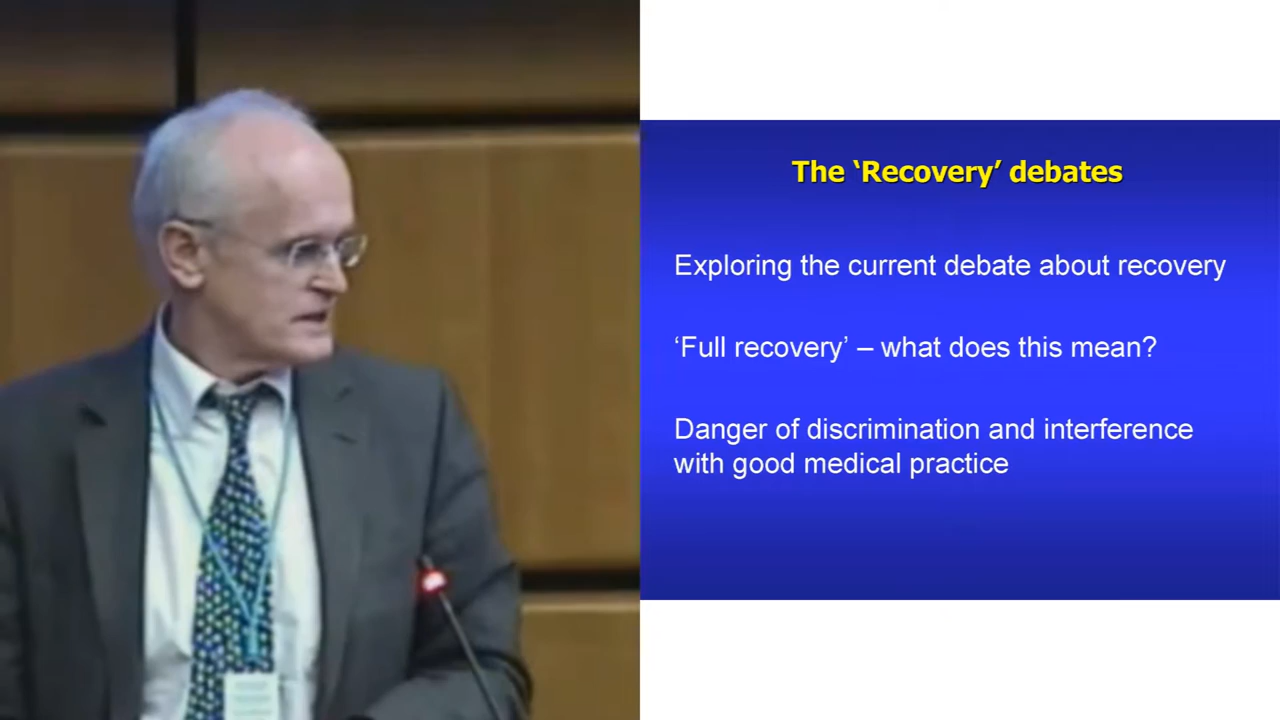 The ‘Recovery’ debates
Exploring the current debate about recovery
‘Full recovery’ – what does this mean?
Danger of discrimination and interference
with good medical practice